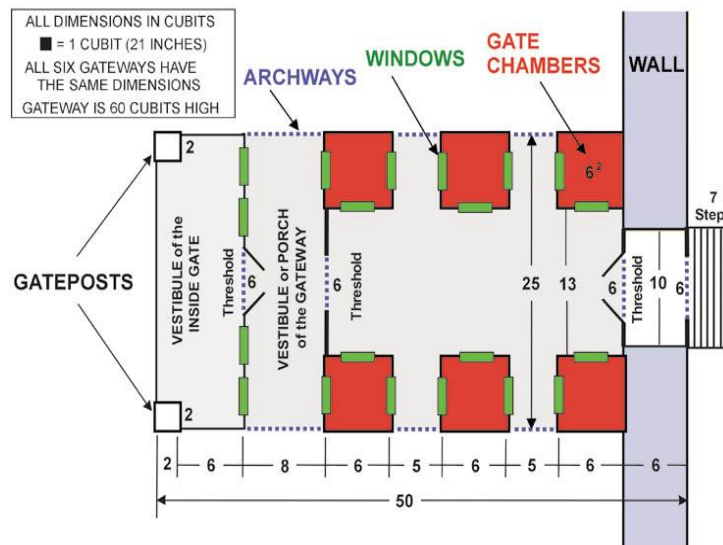 ALL DIMENSIONS IN CUBITS
= 1 CUBIT (21 INCHES)
ALL SIX GATEWAYS HAVE
THE SAME DIMENSIONS
GATEWAY IS 60 CUBITS HIGH
ARCHWAYS
WINDOWS
GATE
CHAMBERS
WALL
2
6²
7
Step
GATEPOSTS
VESTIBULE of the
INSIDE GATE
Threshold
6
VESTIBULE or PORCH
of the GATEWAY
6
Threshold
25
13
6
Threshold
10
6
2
2
6
8
6
5
6
5
6
6
50